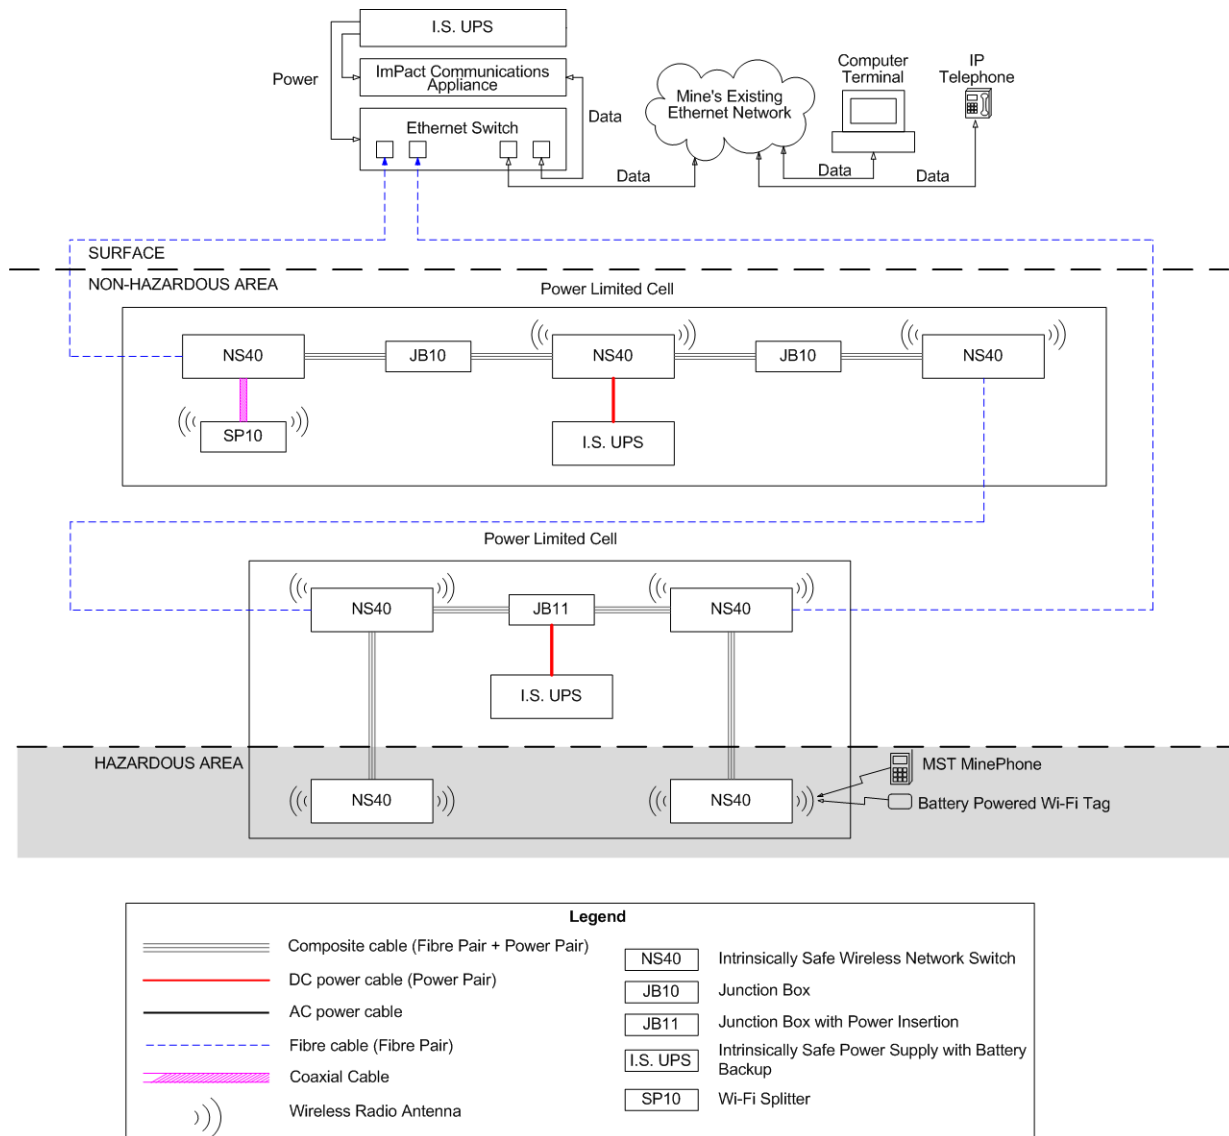 I.S. UPS
Power
ImPact Communications
Appliance
Ethernet Switch
Data
Mine's Existing
Ethernet Network
Computer
Terminal
IP
Telephone
Data
Data
Data
SURFACE
NON-HAZARDOUS AREA
Power Limited Cell
NS40
JB10
NS40
JB10
NS40
SP10
I.S. UPS
Power Limited Cell
NS40
JB11
NS40
I.S. UPS
HAZARDOUS AREA
MST MinePhone
NS40
NS40
Battery Powered Wi-Fi Tag
Legend
Composite cable (Fibre Pair + Power Pair)
DC power cable (Power Pair)
AC power cable
Fibre cable (Fibre Pair)
Coaxial Cable
Wireless Radio Antenna
NS40 Intrinsically Safe Wireless Network Switch
JB10 Junction Box
JB11 Junction Box with Power Insertion
I.S. UPS Intrinsically Safe Power Supply with Battery
Backup
SP10 Wi-Fi Splitter